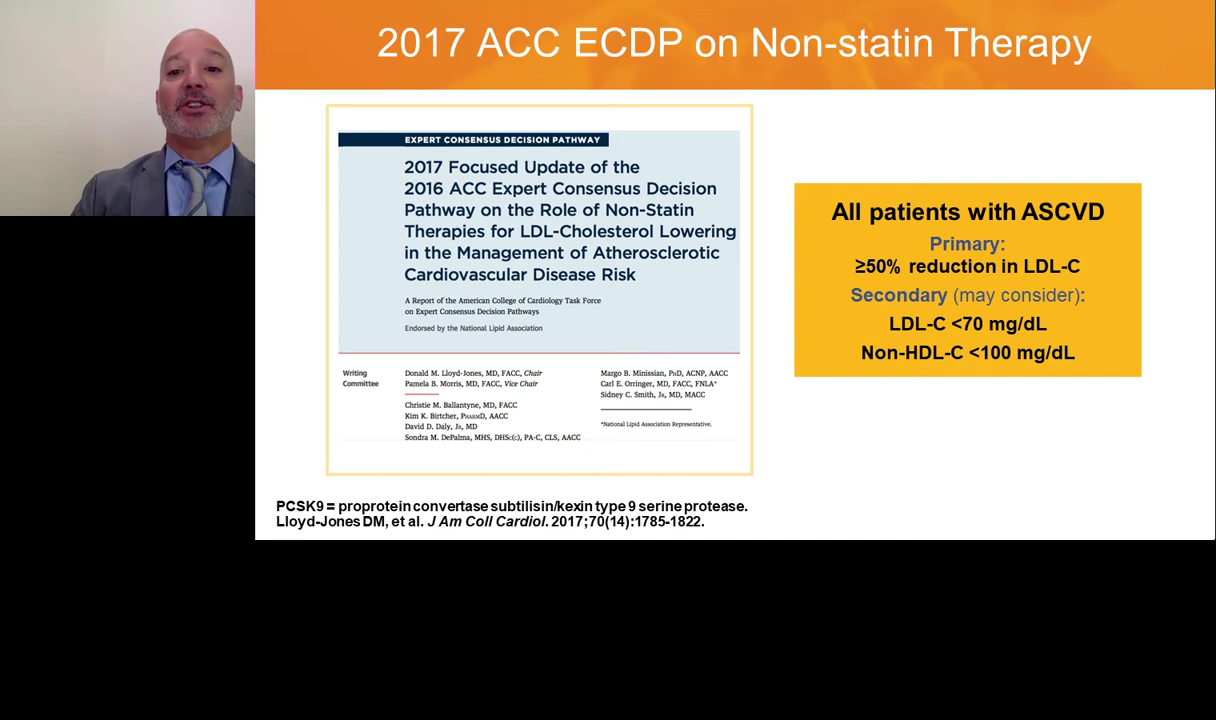 2017 ACC ECDP on Non-statin Therapy
EXPERT CONSENSUS DECISION PATHWAY
2017 Focused Update of the
2016 ACC Expert Consensus Decision
Pathway on the Role of Non-Statin
Therapies for LDL-Cholesterol Lowering
in the Management of Atherosclerotic
Cardiovascular Disease Risk
A Report of the American College of Cardiology Task Force
on Expert Consensus Decision Pathways
Endorsed by the National Lipid Association
Writing
Committee
Donald M. Lloyd-Jones, MD, FACC, Chair
Pamela B. Morris, MD, FACC, Vice Chair
Christie M. Ballantyne, MD, FACC
Kim K. Birtcher, PHARMD, AACC
David D. Daly, JR, MD
Sondra M. DePalma, MHS, DHSC(C), PA-C, CLS, AACC
Margo B. Minissian, PHD, ACNP, AACC
Carl E. Orringer, MD, FACC, FNLA*
Sidney C. Smith, JR, MD, MACC
*National Lipid Association Representative.
All patients with ASCVD
Primary:
≥50% reduction in LDL-C
Secondary (may consider):
LDL-C <70 mg/dL
Non-HDL-C <100 mg/dL
PCSK9 = proprotein convertase subtilisin/kexin type 9 serine protease.
Lloyd-Jones DM, et al. J Am Coll Cardiol. 2017;70(14):1785-1822.